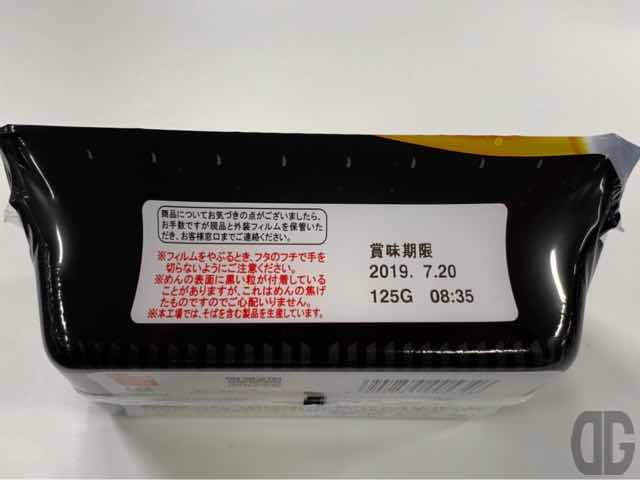 商品についてお気づきの点がございましたら、
お手数ですが現品と外装フィルムを保管いた
だき、お客様窓口までご連絡ください。
※フィルムをやぶるとき、フタのフチで手を
切らないようにご注意ください。
※めんの表面に黒い粒が付着している
ことがありますが、これはめんの焦げ
たものですのでご心配いりません。
※本工場では、そばを含む製品を生産しています。
賞味期限
2019. 7.20
125G 08:35
DG